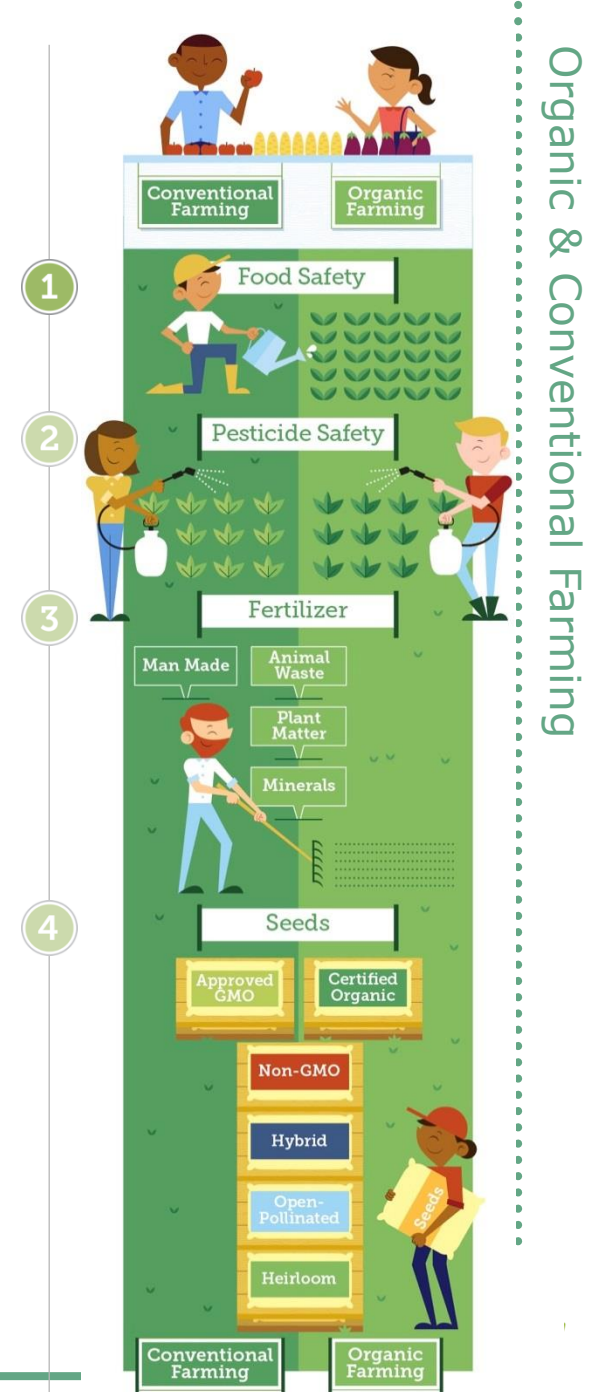 Organic & Conventional Farming
Conventional
Farming
Organic
Farming
1
Food Safety
2
Pesticide Safety
3
Fertilizer
Man Made
Animal
Waste
Plant
Matter
Minerals
4
Seeds
Approved
GMO
Certified
Organic
Non-GMO
Hybrid
Open-
Pollinated
Heirloom
Seeds
Conventional
Farming
Organic
Farming